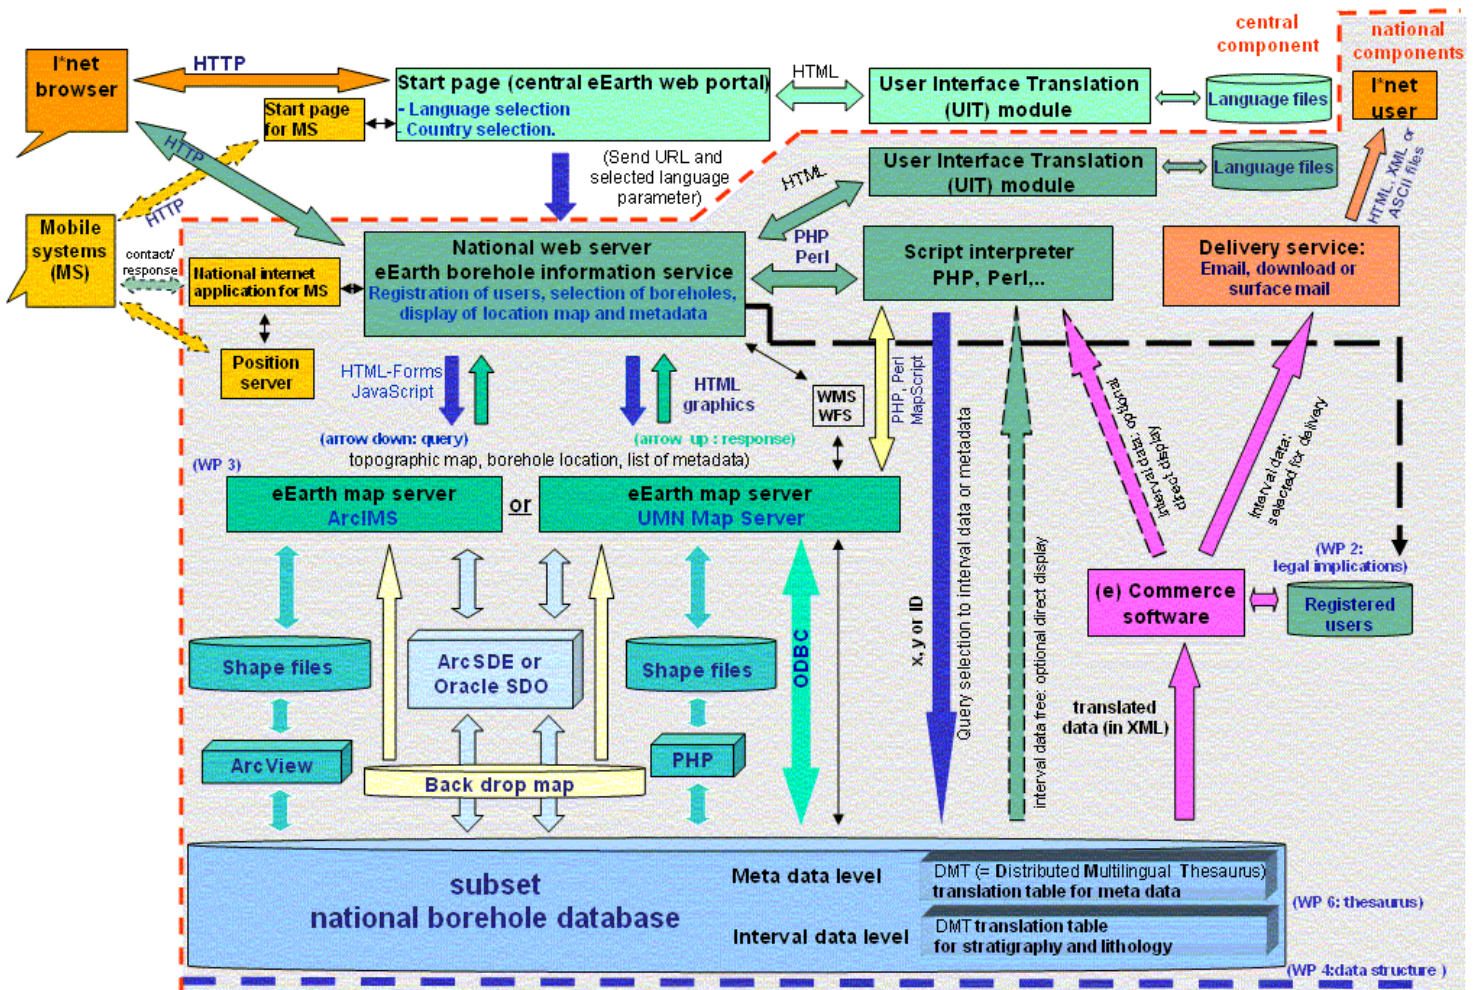 central
component
national
components
I*net
browser
HTTP
Start page (central eEarth web portal)
- Language selection
- Country selection.
HTML
User Interface Translation
(UIT) module
Language files
I*net
user
Start page
for MS
HTTP
HTTP
(Send URL and
selected language
parameter)
HTML
User Interface Translation
(UIT) module
Language files
HTML, XML or
ASCII files
Mobile
systems
(MS)
contact/
response
National internet
application for MS
National web server
eEarth borehole information service
Registration of users, selection of boreholes,
display of location map and metadata
PHP
Perl
Script interpreter
PHP, Perl,..
Delivery service:
Email, download or
surface mail
Position
server
HTML-Forms
JavaScript
HTML
graphics
WMS
WFS
PHP, Perl
MapScript
(arrow down: query)
(arrow up : response)
topographic map, borehole location, list of metadata)
(WP 3)
eEarth map server
ArcIMS
or
eEarth map server
UMN Map Server
x, y or ID
Query selection to interval data or metadata
interval data free: optional direct display
interval data: optional
direct display
Interval data:
selected for delivery
(WP 2:
legal implications)
(e) Commerce
software
Registered
users
Shape files
ArcSDE or
Oracle SDO
Shape files
ODBC
translated
data (in XML)
ArcView
Back drop map
PHP
subset
national borehole database
Meta data level
DMT (= Distributed Multilingual Thesaurus)
translation table for meta data
Interval data level
DMT translation table
for stratigraphy and lithology
(WP 6: thesaurus)
(WP 4:data structure )